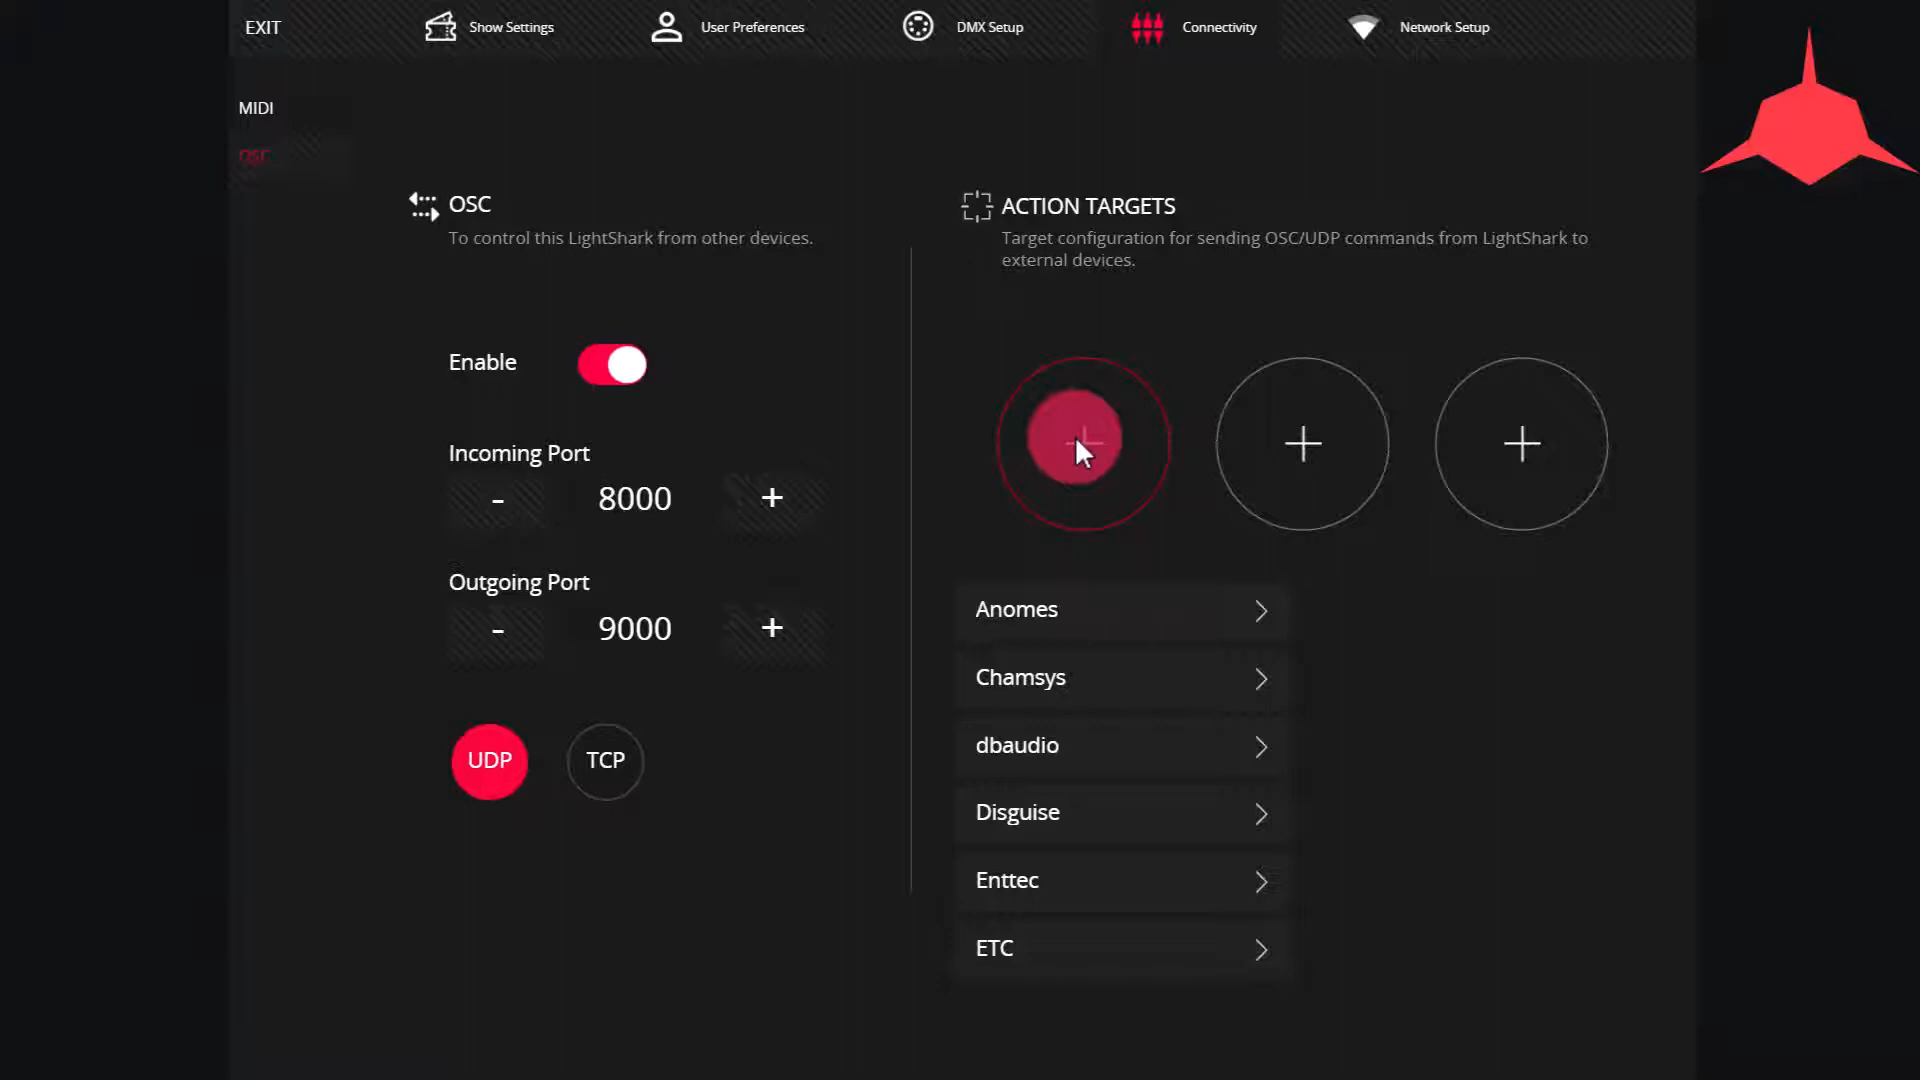 EXIT
Show Settings
User Preferences
DMX Setup
Connectivity
Network Setup
MIDI
OSC
OSC
To control this LightShark from other devices.
Enable
Incoming Port
- 8000 +
Outgoing Port
- 9000 +
UDP
TCP
ACTION TARGETS
Target configuration for sending OSC/UDP commands from LightShark to
external devices.
+
+
+
Anomes
Chamsys
dbaudio
Disguise
Enttec
ETC